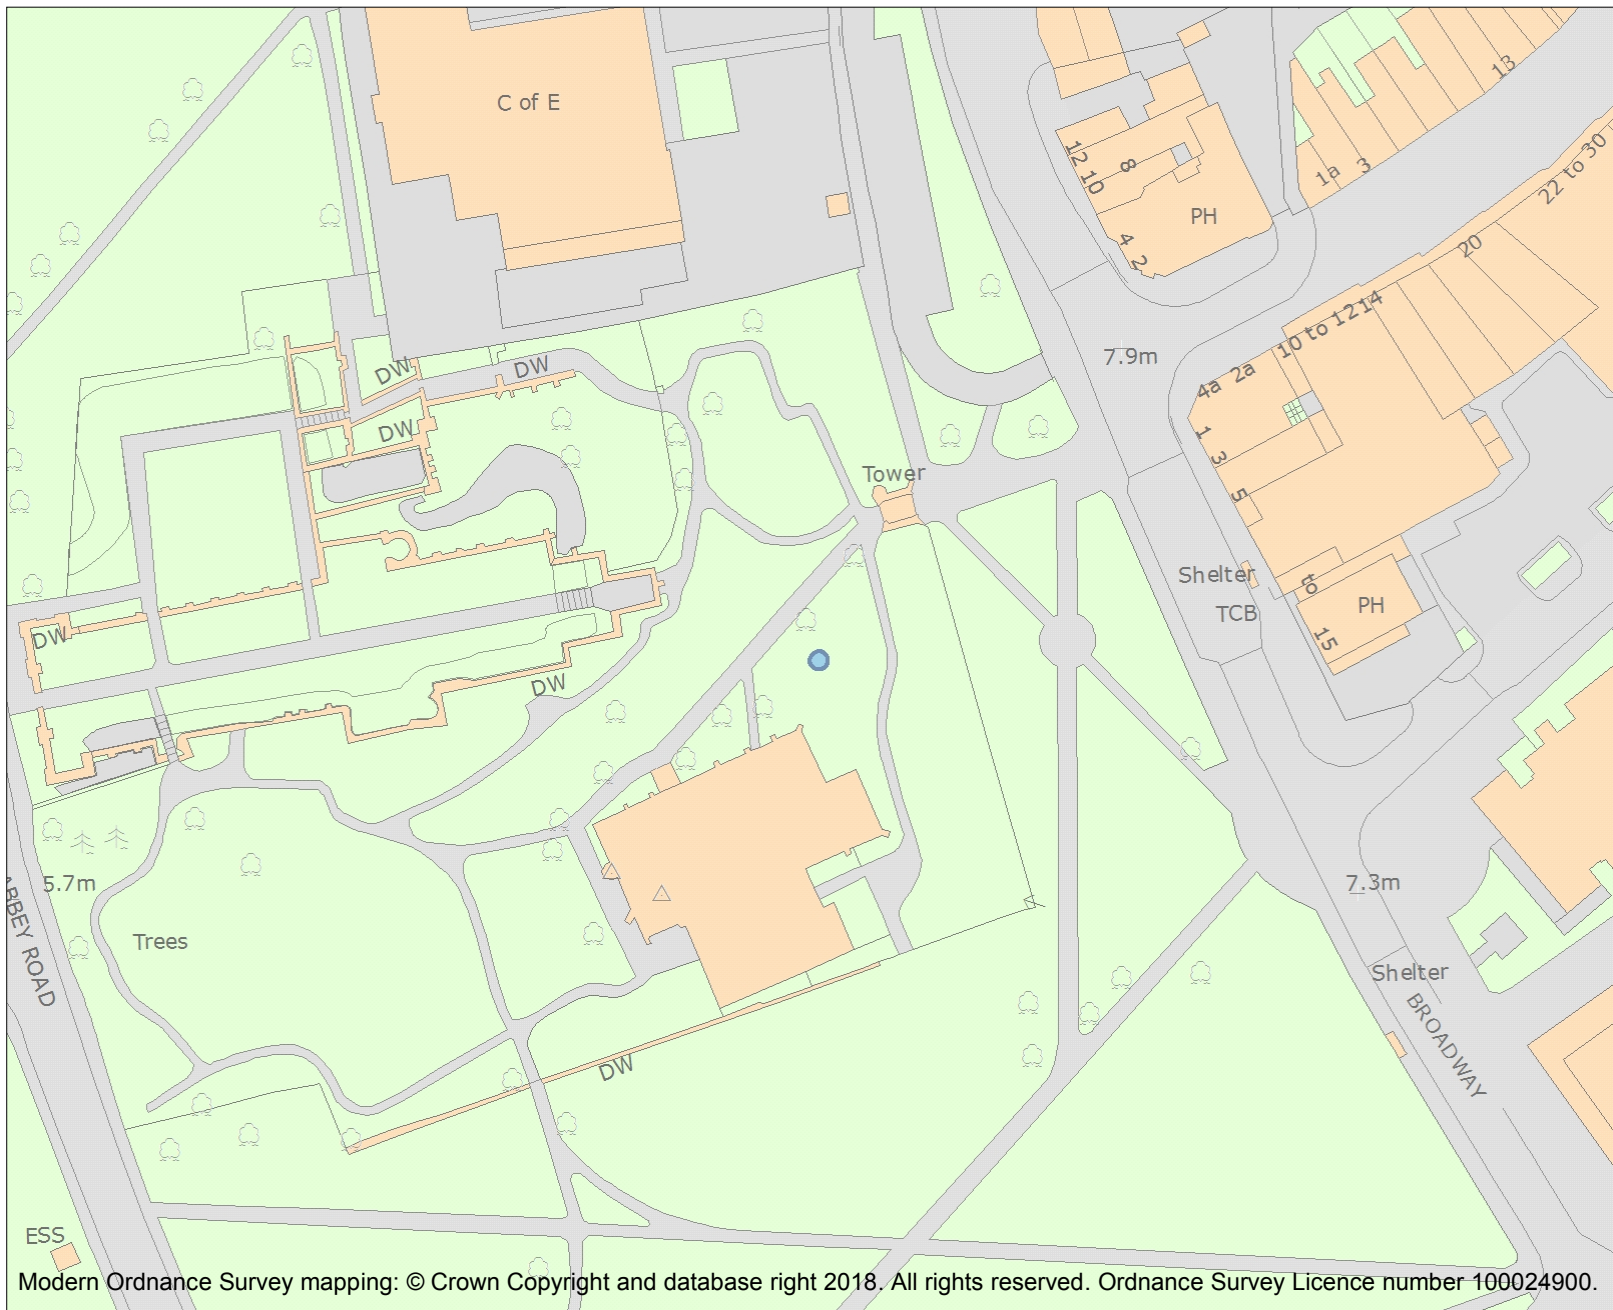 C of E
13
12
10
8
1a
3
22 to 30
PH
4
2
20
10 to 12
14
7.9m
DW
DW
4a
2a
DW
1
3
5
Tower
Shelter
TCB
to
PH
15
DW
DW
5.7m
7.3m
ABBEY ROAD
Trees
Shelter
BROADWAY
DW
ESS
Modern Ordnance Survey mapping: © Crown Copyright and database right 2018. All rights reserved. Ordnance Survey Licence number 100024900.